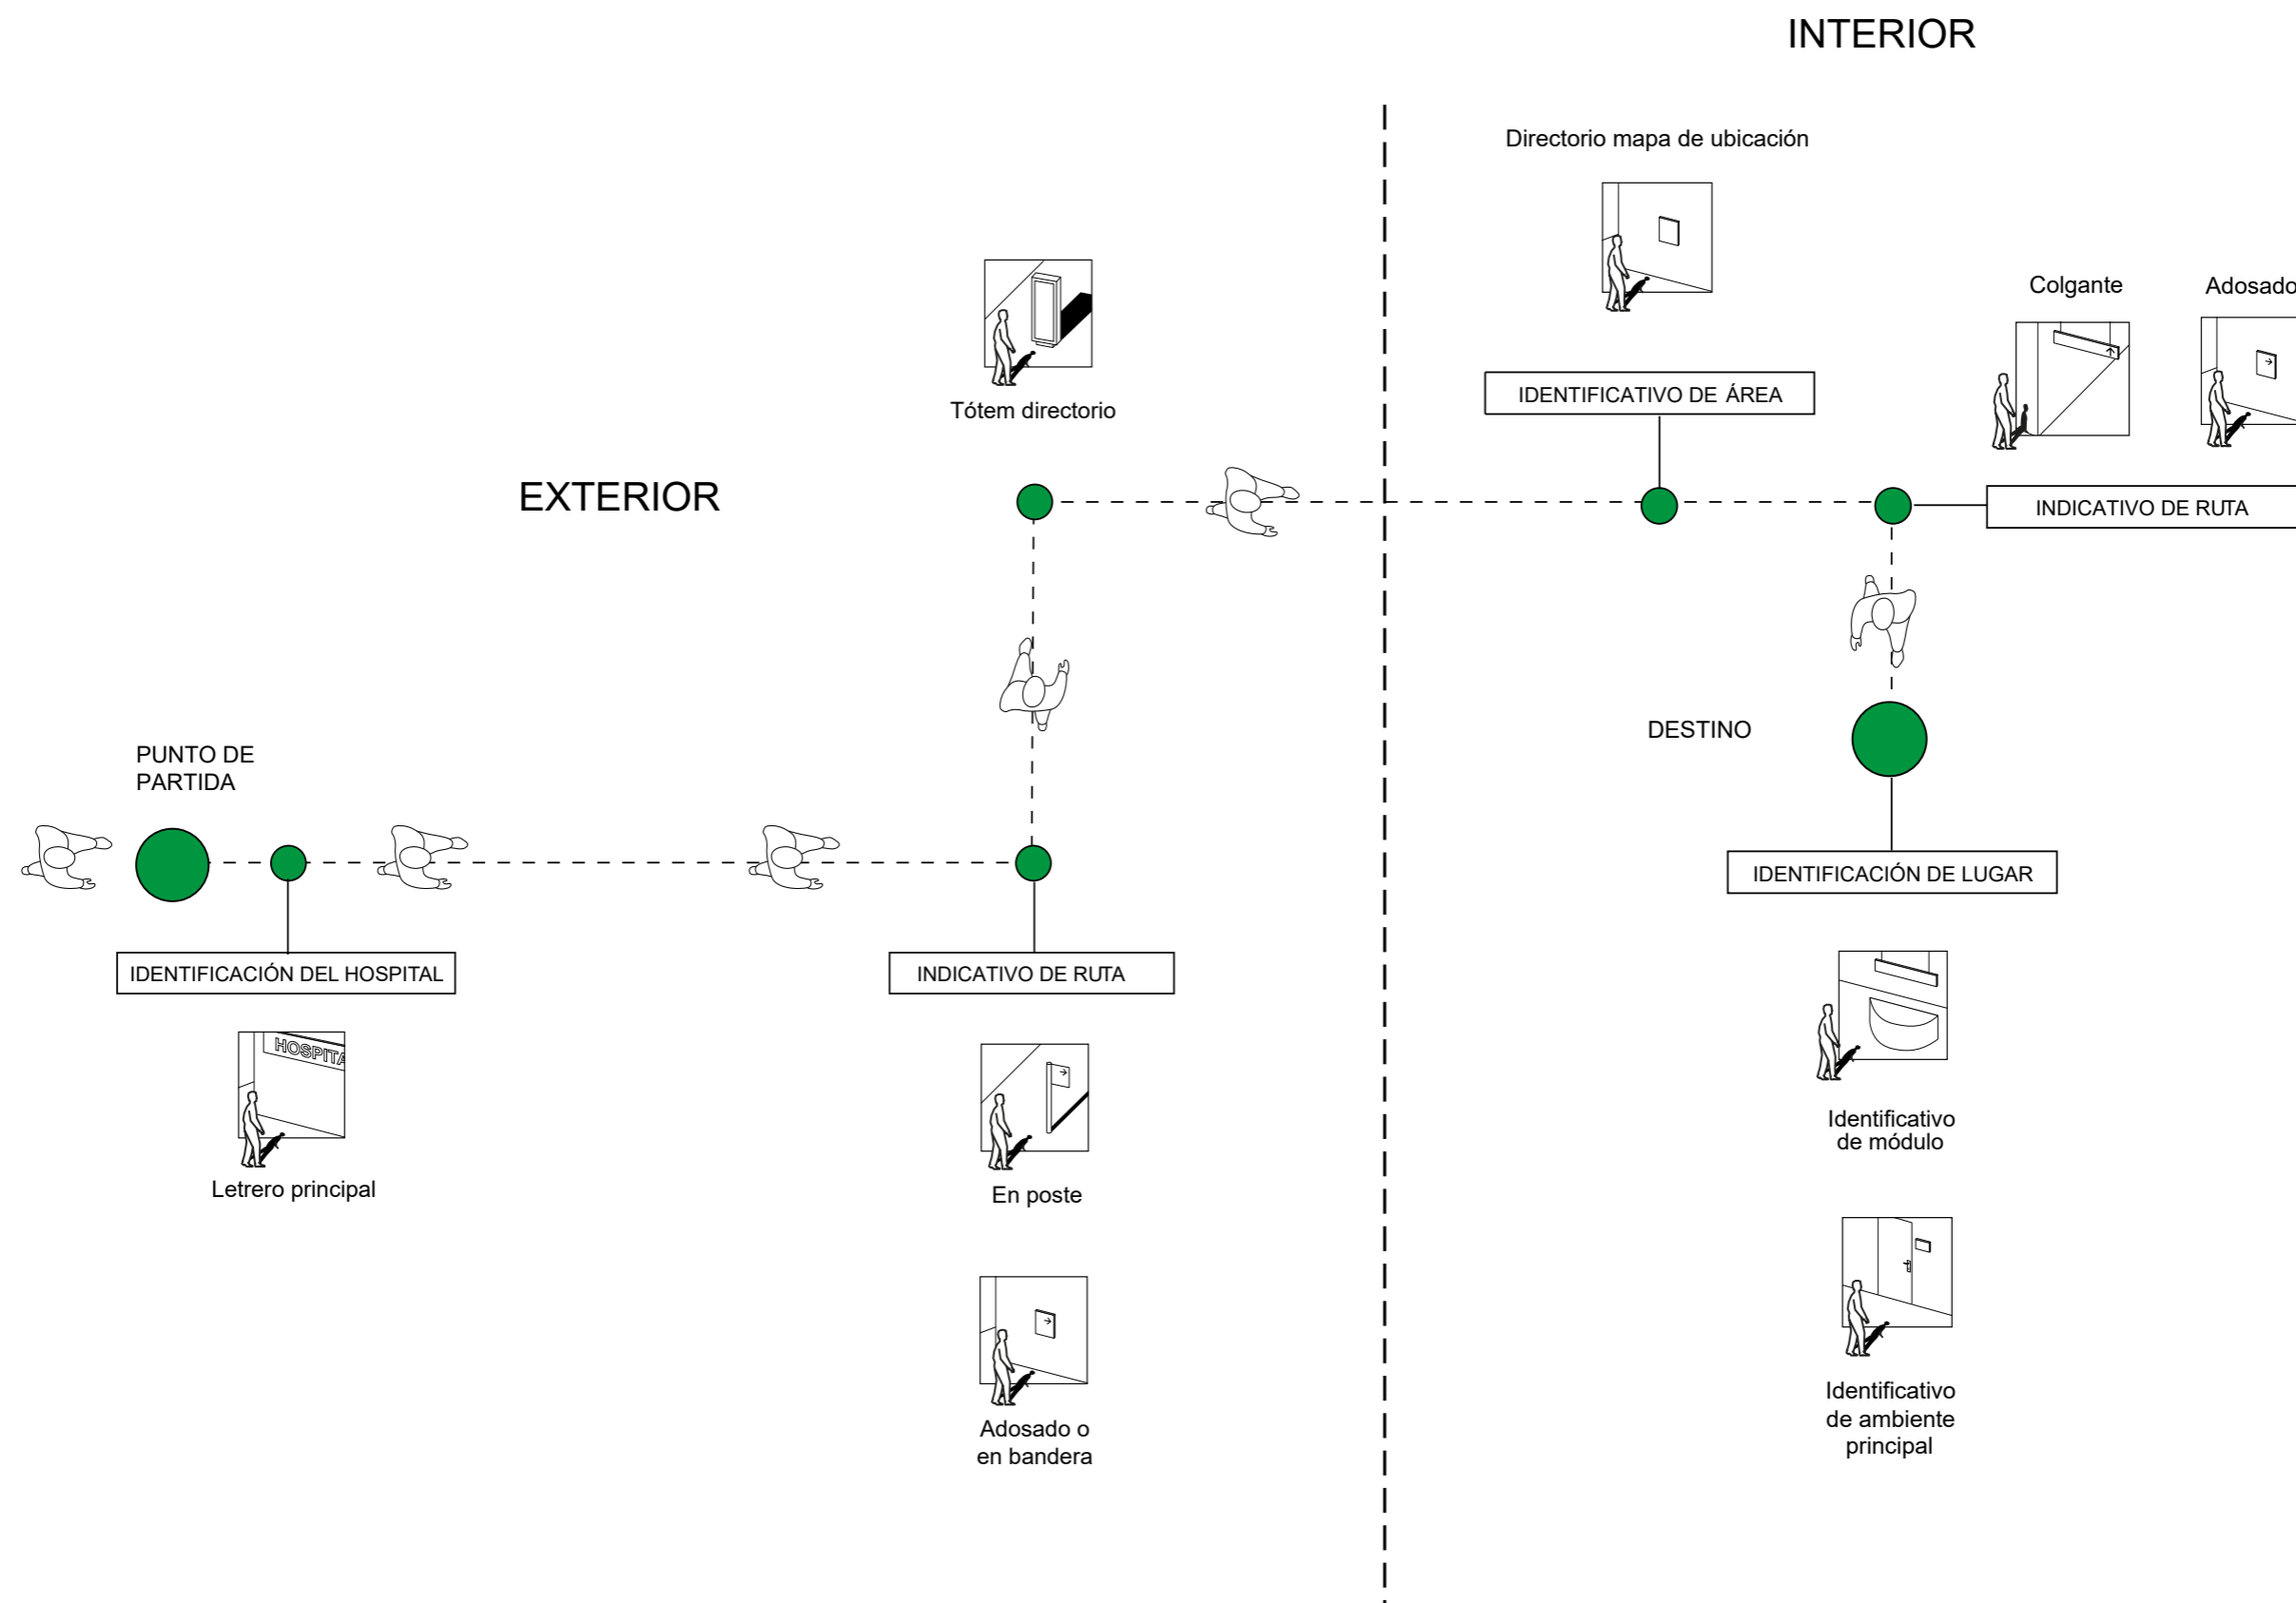 INTERIOR
Directorio mapa de ubicación
Colgante
Adosado
Tótem directorio
IDENTIFICATIVO DE ÁREA
EXTERIOR
INDICATIVO DE RUTA
DESTINO
PUNTO DE
PARTIDA
IDENTIFICACIÓN DE LUGAR
IDENTIFICACIÓN DEL HOSPITAL
INDICATIVO DE RUTA
HOSPITA
Letrero principal
En poste
Identificativo
de módulo
Adosado o
en bandera
Identificativo
de ambiente
principal